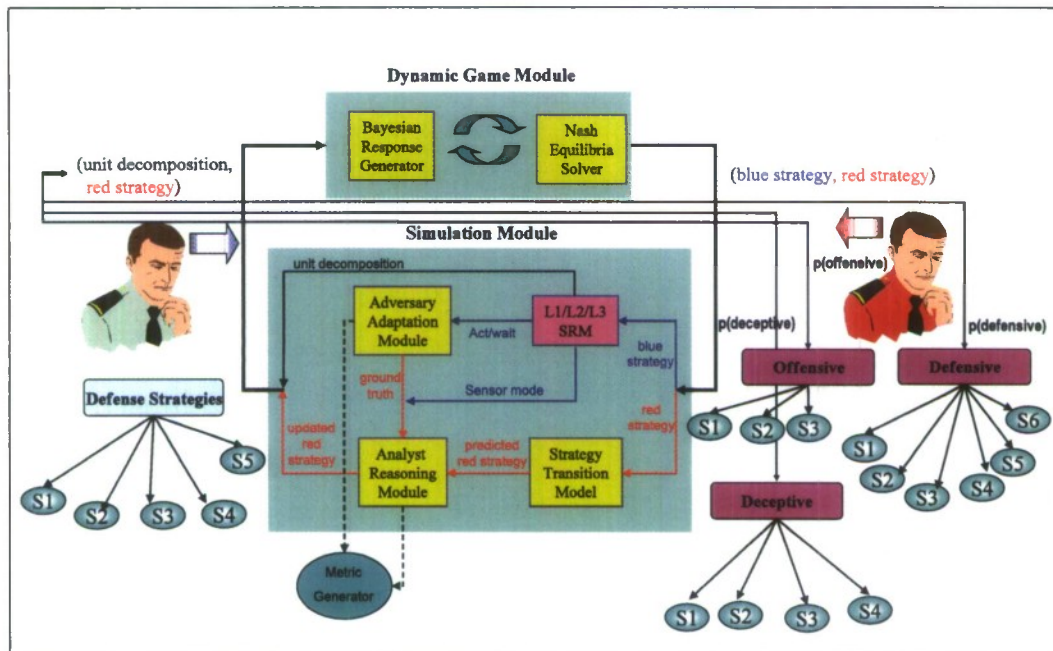 Dynamic Game Module
Bayesian
Response
Generator
Nash
Equilibria
Solver
(unit decomposition,
red strategy)
(blue strategy, red strategy)
Simulation Module
unit decomposition
Adversary
Adaptation
Module
L1/L2/L3
SRM
Act/wait
blue
strategy
ground
truth
Sensor mode
red
strategy
updated
red
strategy
predicted
red strategy
Analyst
Reasoning
Module
Strategy
Transition
Model
Metric
Generator
Defense Strategies
S1
S2
S3
S4
S5
p(offensive)
p(deceptive)
p(defensive)
Offensive
S1
S2
S3
Defensive
S1
S2
S3
S4
S5
S6
Deceptive
S1
S2
S3
S4